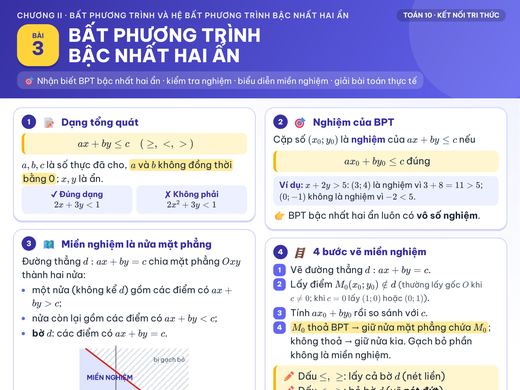 CHƯƠNG II · BẤT PHƯƠNG TRÌNH VÀ HỆ BẤT PHƯƠNG TRÌNH BẬC NHẤT HAI ẨN
TOÁN 10 · KẾT NỐI TRI THỨC
BÀI
3
BẤT PHƯƠNG TRÌNH
BẬC NHẤT HAI ẨN
🎯 Nhận biết BPT bậc nhất hai ẩn · kiểm tra nghiệm · biểu diễn miền nghiệm · giải bài toán thực tế
1 📝 Dạng tổng quát
ax + by ≤ c (≥, <, >)
a, b, c là số thực đã cho, a và b không đồng thời
bằng 0; x, y là ẩn.
✓ Đúng dạng
2x + 3y < 1
✗ Không phải
2x² + 3y < 1
2 🎯 Nghiệm của BPT
Cặp số (x₀; y₀) là nghiệm của ax + by ≤ c nếu
ax₀ + by₀ ≤ c đúng
Ví dụ: x + 2y > 5: (3; 4) là nghiệm vì 3 + 8 = 11 > 5;
(0; −1) không là nghiệm vì −2 < 5.
👉 BPT bậc nhất hai ẩn luôn có vô số nghiệm.
3 🗺️ Miền nghiệm là nửa mặt phẳng
Đường thẳng d : ax + by = c chia mặt phẳng Oxy
thành hai nửa:
• một nửa (không kể d) gồm các điểm có ax +
by > c;
• nửa còn lại gồm các điểm có ax + by < c;
• bờ d: các điểm có ax + by = c.
bị gạch bỏ
MIỀN NGHIỆM
4 🪜 4 bước vẽ miền nghiệm
1 Vẽ đường thẳng d : ax + by = c.
2 Lấy điểm M₀(x₀; y₀) ∉ d (thường lấy gốc O khi
c ≠ 0; khi c = 0 lấy (1; 0) hoặc (0; 1)).
3 Tính ax₀ + by₀ rồi so sánh với c.
4 M₀ thoả BPT → giữ nửa mặt phẳng chứa M₀;
không thoả → giữ nửa kia. Gạch bỏ phần
không là miền nghiệm.
✏️ Dấu ≤, ≥: lấy cả bờ d (nét liền)